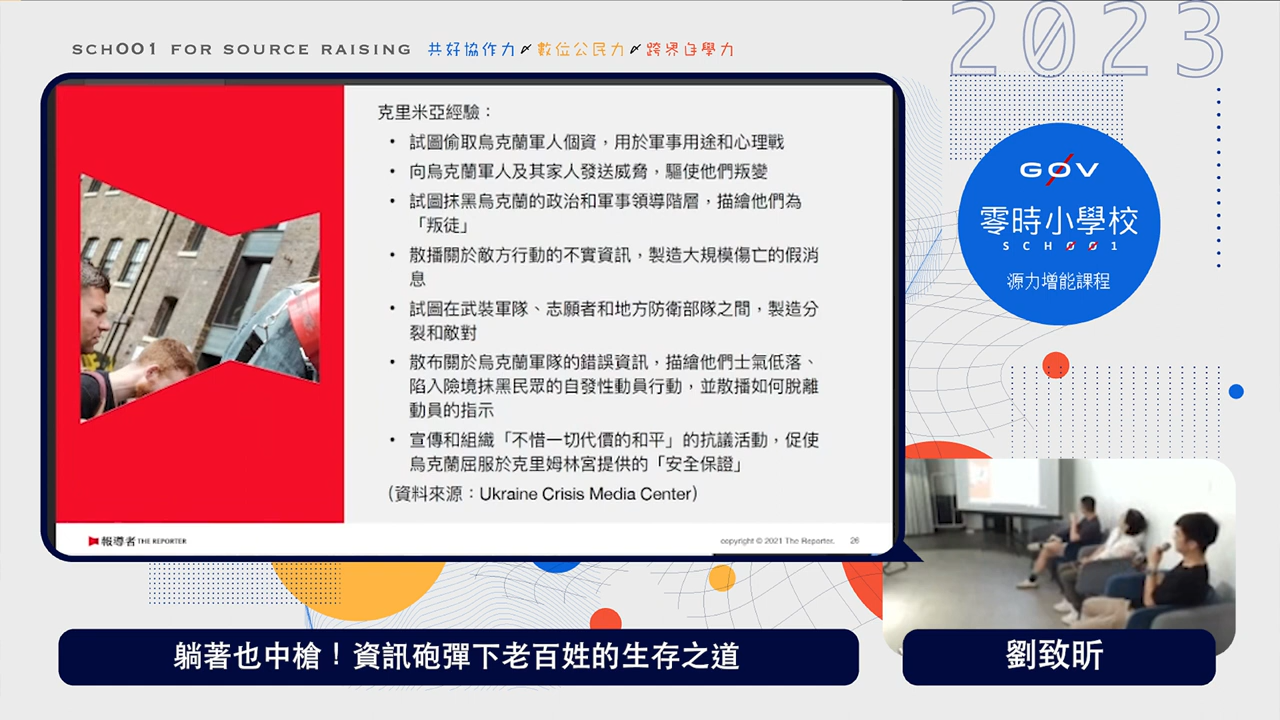 SCHOO1 FOR SOURCE RAISING 共好協作力 數位公民力 跨界自學力
2023
克里米亞經驗：
• 試圖偷取烏克蘭軍人個資，用於軍事用途和心理戰
• 向烏克蘭軍人及其家人發送威脅，驅使他們叛變
• 試圖抹黑烏克蘭的政治和軍事領導階層，描繪他們為
「叛徒」
• 散播關於敵方行動的不實資訊，製造大規模傷亡的假消
息
• 試圖在武裝軍隊、志願者和地方防衛部隊之間，製造分
裂和敵對
• 散布關於烏克蘭軍隊的錯誤資訊，描繪他們士氣低落、
陷入險境抹黑民眾的自發性動員行動，並散播如何脫離
動員的指示
• 宣傳和組織「不惜一切代價的和平」的抗議活動，促使
烏克蘭屈服於克里姆林宮提供的「安全保證」
（資料來源：Ukraine Crisis Media Center）
報導者 THE REPORTER
copyright © 2021 The Reporter. 26
G0V
零時小學校
SCH001
源力增能課程
躺著也中槍！資訊砲彈下老百姓的生存之道
劉致昕